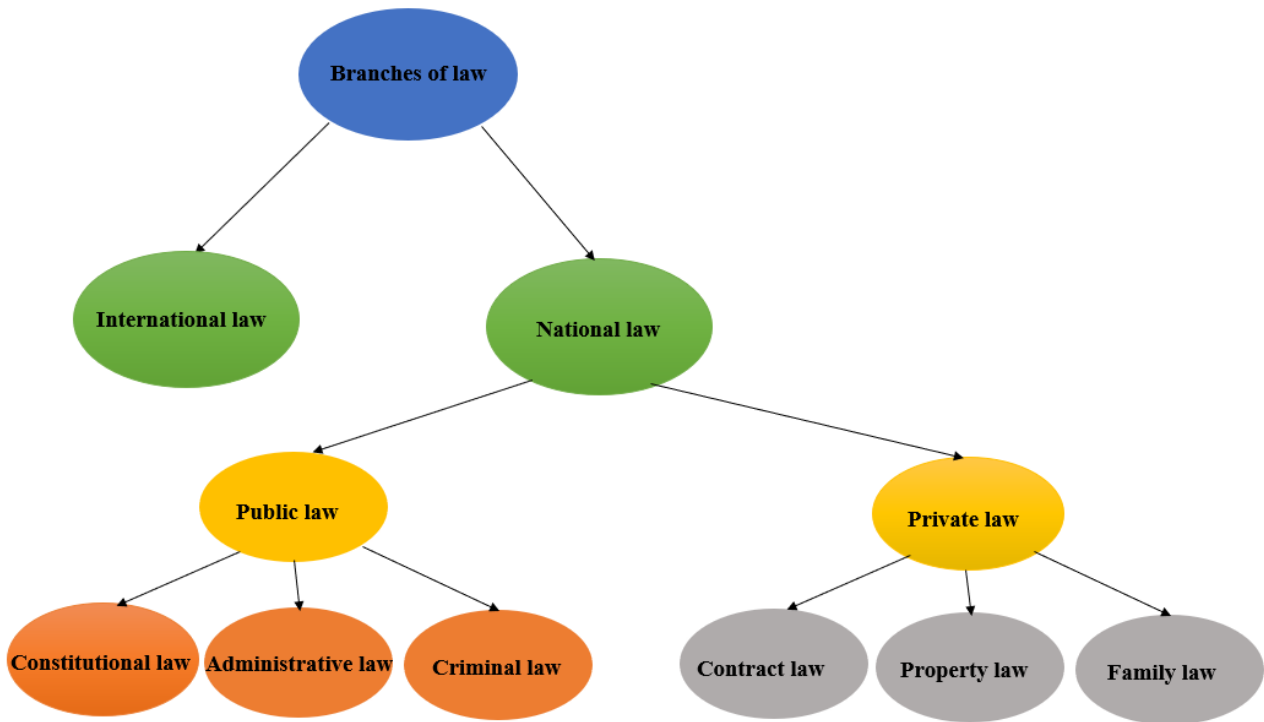 Branches of law
International law
National law
Public law
Private law
Constitutional law
Administrative law
Criminal law
Contract law
Property law
Family law